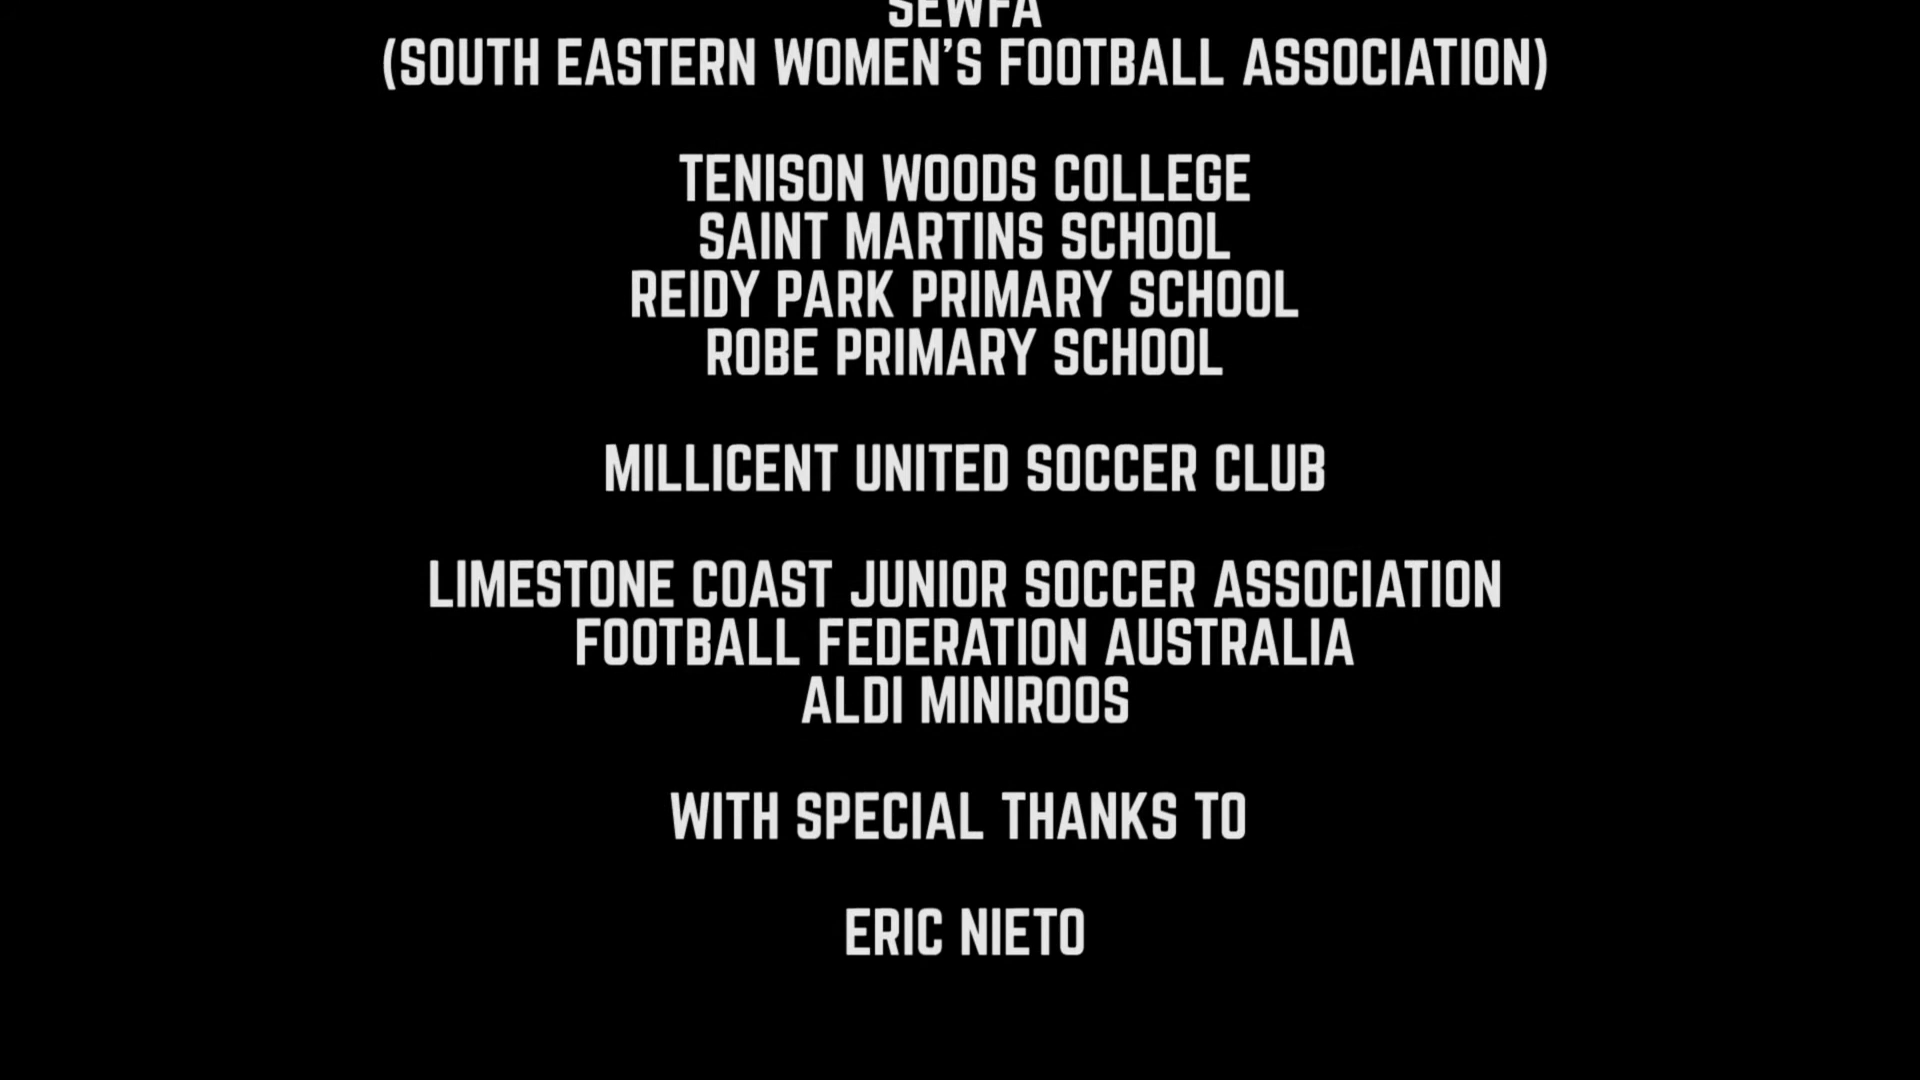 SEWFA
(SOUTH EASTERN WOMEN'S FOOTBALL ASSOCIATION)
TENISON WOODS COLLEGE
SAINT MARTINS SCHOOL
REIDY PARK PRIMARY SCHOOL
ROBE PRIMARY SCHOOL
MILLICENT UNITED SOCCER CLUB
LIMESTONE COAST JUNIOR SOCCER ASSOCIATION
FOOTBALL FEDERATION AUSTRALIA
ALDI MINIROOS
WITH SPECIAL THANKS TO
ERIC NIETO